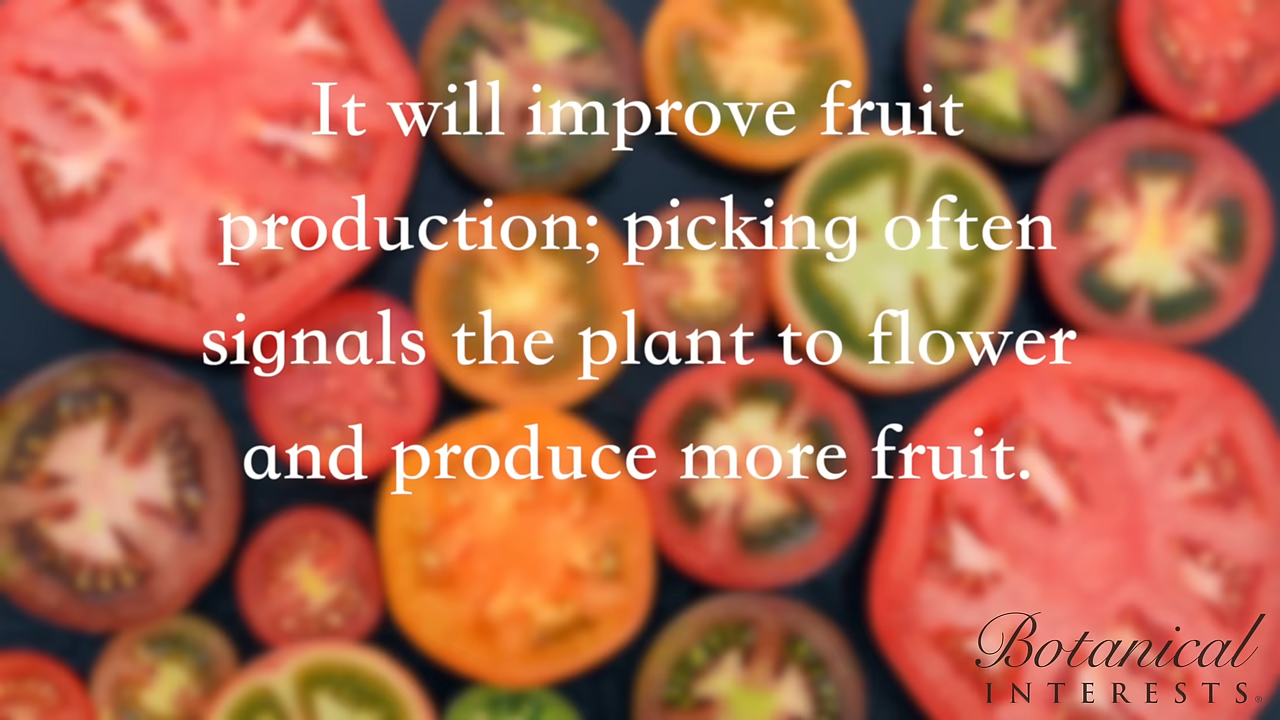 It will improve fruit
production; picking often
signals the plant to flower
and produce more fruit.
Botanical
INTERESTS®